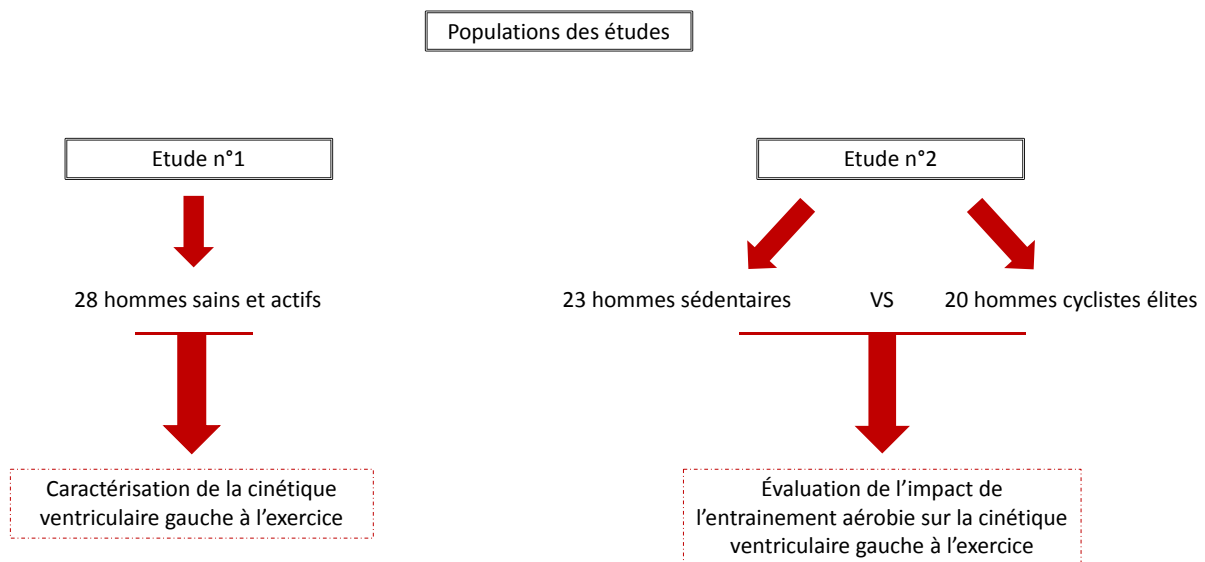 Populations des études
Etude n°1
Etude n°2
28 hommes sains et actifs
23 hommes sédentaires
VS
20 hommes cyclistes élites
Caractérisation de la cinétique
ventriculaire gauche à l'exercice
Évaluation de l'impact de
l'entrainement aérobie sur la cinétique
ventriculaire gauche à l'exercice